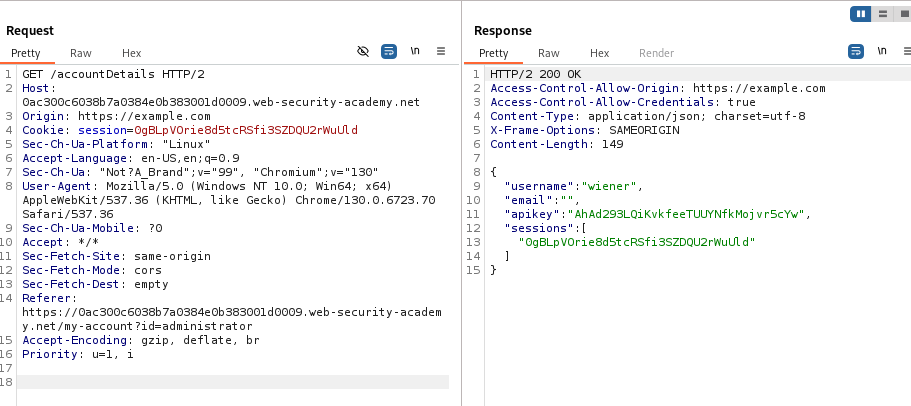 Request
Pretty Raw Hex
\n
1 GET /accountDetails HTTP/2
2 Host:
0ac300c6038b7a0384e0b383001d0009.web-security-academy.net
3 Origin: https://example.com
4 Cookie: session=0gBLpVOrie8d5tcRSfi3SZDQU2rWuUld
5 Sec-Ch-Ua-Platform: "Linux"
6 Accept-Language: en-US,en;q=0.9
7 Sec-Ch-Ua: "Not?A_Brand";v="99", "Chromium";v="130"
8 User-Agent: Mozilla/5.0 (Windows NT 10.0; Win64; x64)
AppleWebKit/537.36 (KHTML, like Gecko) Chrome/130.0.6723.70
Safari/537.36
9 Sec-Ch-Ua-Mobile: ?0
10 Accept: */*
11 Sec-Fetch-Site: same-origin
12 Sec-Fetch-Mode: cors
13 Sec-Fetch-Dest: empty
14 Referer:
https://0ac300c6038b7a0384e0b383001d0009.web-security-academ
y.net/my-account?id=administrator
15 Accept-Encoding: gzip, deflate, br
16 Priority: u=1, i
17
18
Response
Pretty Raw Hex Render
\n
1 HTTP/2 200 OK
2 Access-Control-Allow-Origin: https://example.com
3 Access-Control-Allow-Credentials: true
4 Content-Type: application/json; charset=utf-8
5 X-Frame-Options: SAMEORIGIN
6 Content-Length: 149
7
8 {
9 "username":"wiener",
10 "email":"",
11 "apikey":"AhAd293LQiKvkfeeTUUYNfkMojvr5cYw",
12 "sessions":[
13 "0gBLpVOrie8d5tcRSfi3SZDQU2rWuUld"
14 ]
15 }